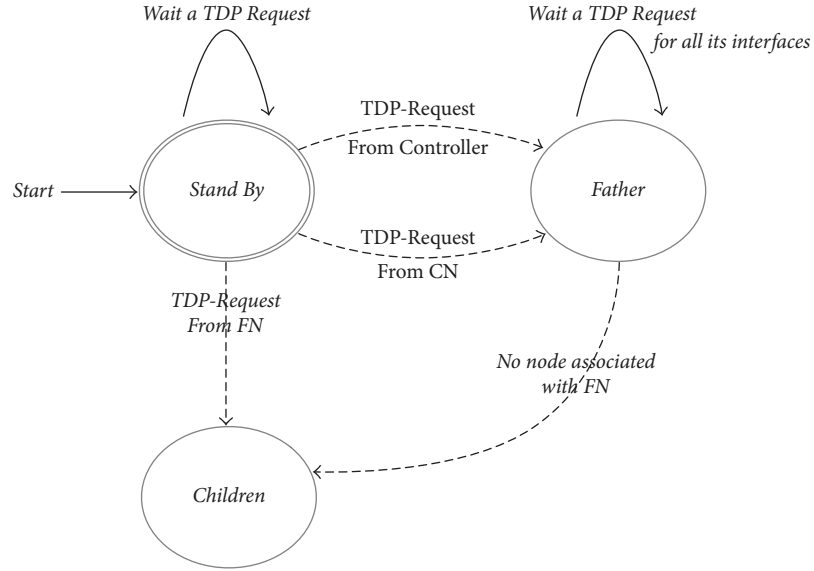 Wait a TDP Request
Wait a TDP Request
for all its interfaces
TDP-Request
From Controller
Start
Stand By
Father
TDP-Request
From CN
TDP-Request
From FN
No node associated
with FN
Children